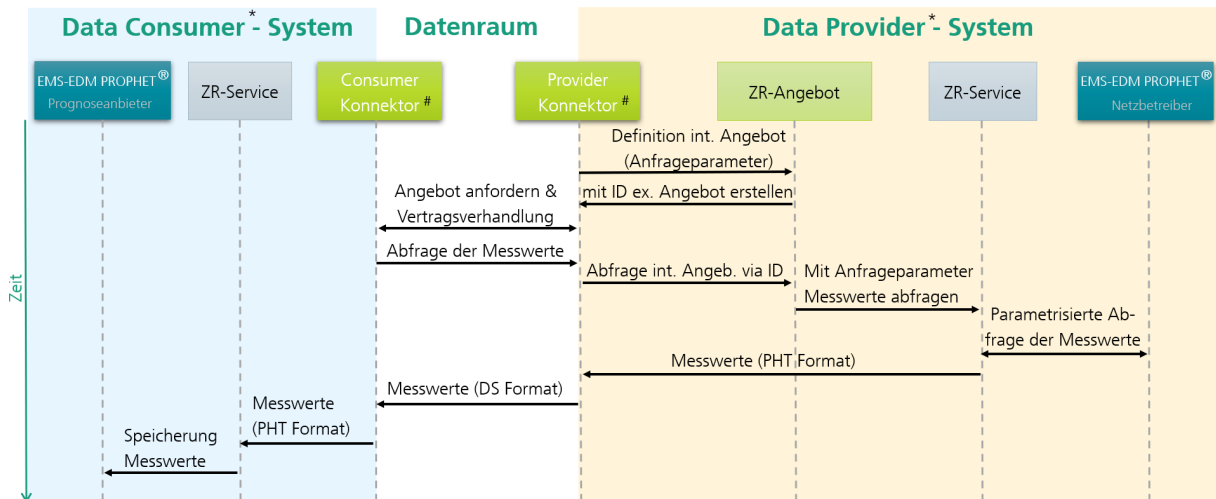 Data Consumer * - System
Datenraum
Data Provider * - System
EMS-EDM PROPHET®
Prognoseanbieter
ZR-Service
Consumer
Konnektor #
Provider
Konnektor #
ZR-Angebot
ZR-Service
EMS-EDM PROPHET®
Netzbetreiber
Definition int. Angebot
(Anfrageparameter)
mit ID ex. Angebot erstellen
Angebot anfordern &
Vertragsverhandlung
Abfrage der Messwerte
Abfrage int. Angeb. via ID
Mit Anfrageparameter
Messwerte abfragen
Parametrisierte Ab-
frage der Messwerte
Messwerte (PHT Format)
Messwerte (DS Format)
Messwerte
(PHT Format)
Speicherung
Messwerte
Zeit